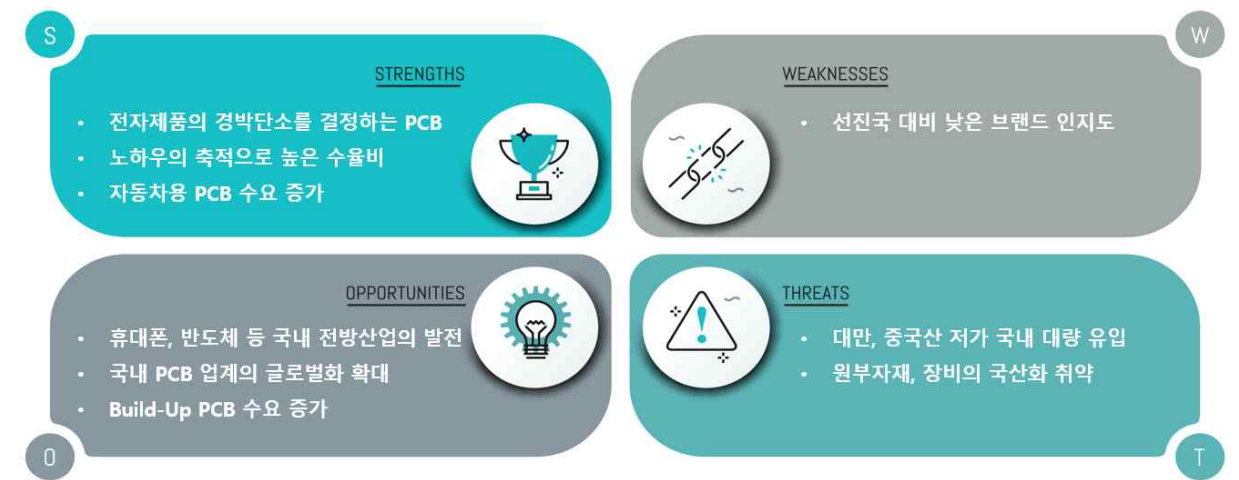 S
STRENGTHS
• 전자제품의 경박단소를 결정하는 PCB
• 노하우의 축적으로 높은 수율비
• 자동차용 PCB 수요 증가
W
WEAKNESSES
• 선진국 대비 낮은 브랜드 인지도
O
OPPORTUNITIES
• 휴대폰, 반도체 등 국내 전방산업의 발전
• 국내 PCB 업계의 글로벌화 확대
• Build-Up PCB 수요 증가
T
THREATS
• 대만, 중국산 저가 국내 대량 유입
• 원부자재, 장비의 국산화 취약